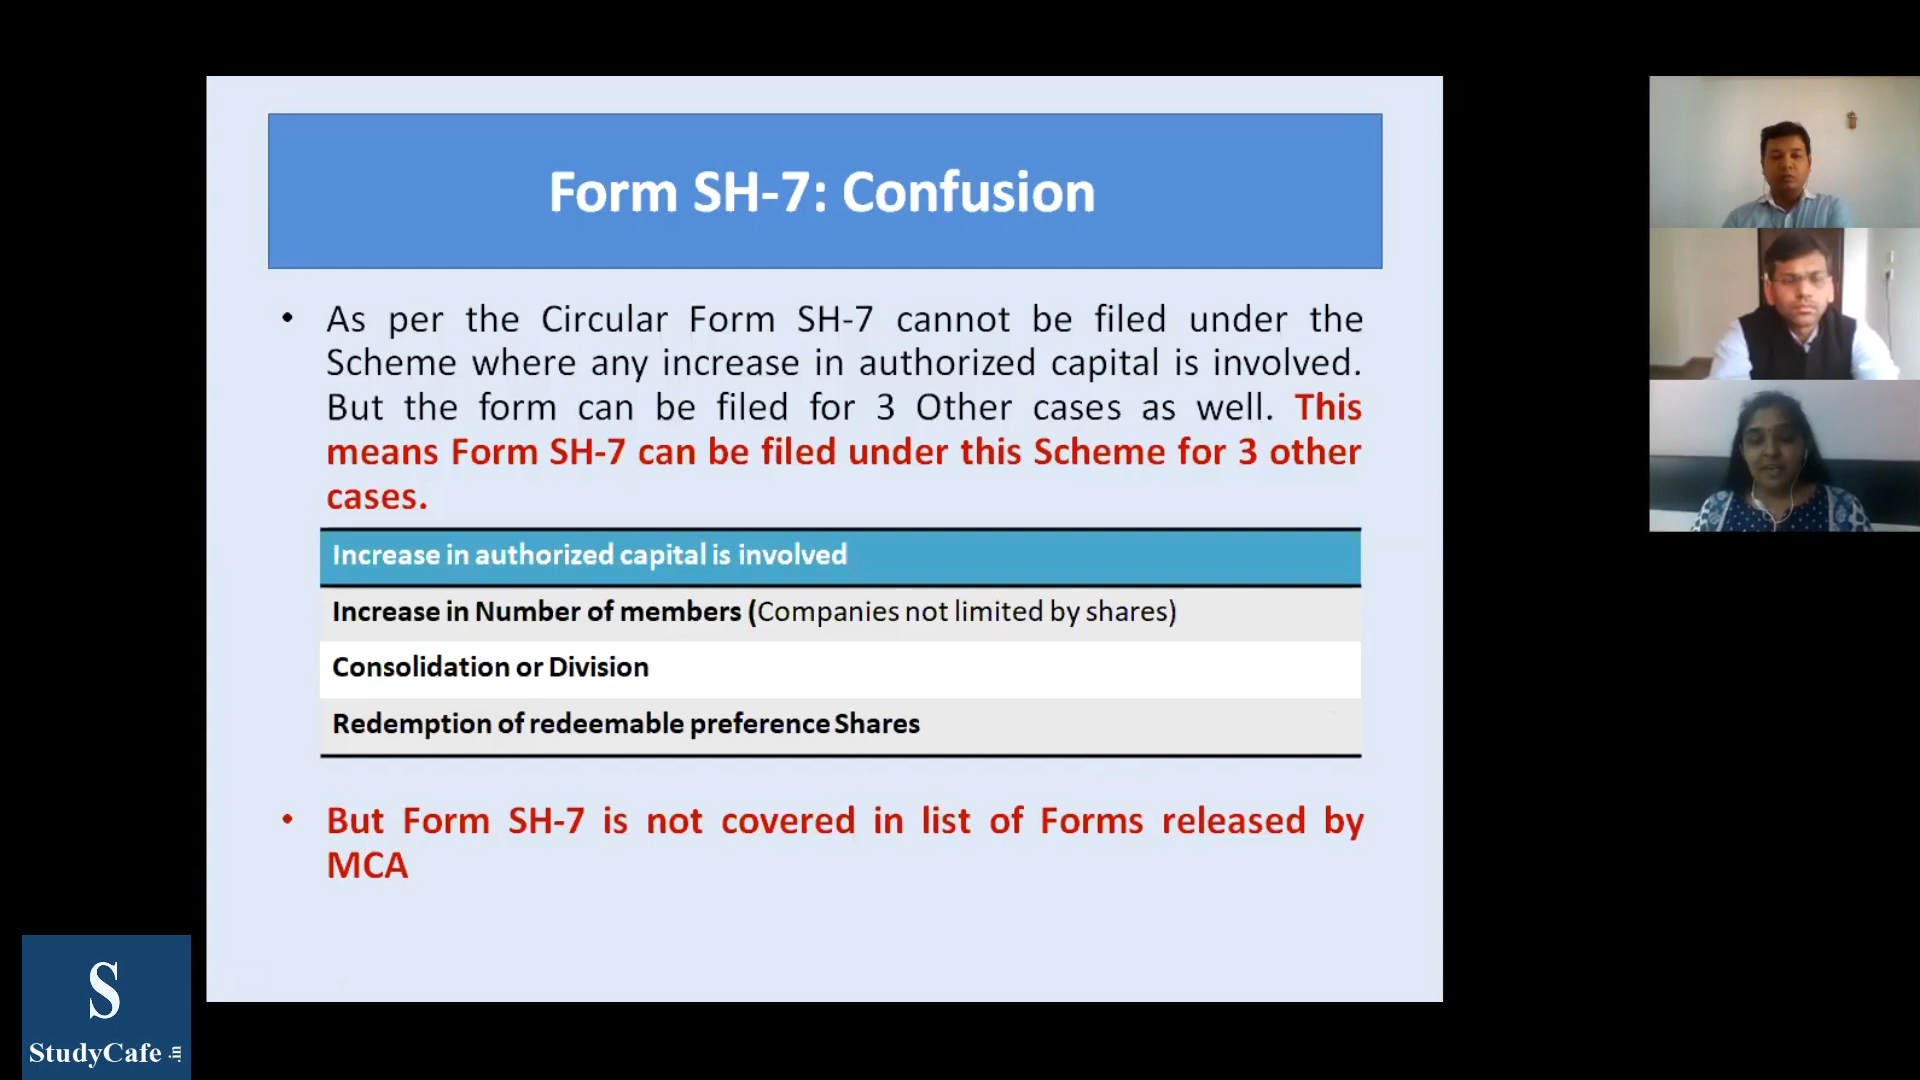 Form SH-7: Confusion
• As per the Circular Form SH-7 cannot be filed under the
Scheme where any increase in authorized capital is involved.
But the form can be filed for 3 Other cases as well. This
means Form SH-7 can be filed under this Scheme for 3 other
cases.
Increase in authorized capital is involved
Increase in Number of members (Companies not limited by shares)
Consolidation or Division
Redemption of redeemable preference Shares
• But Form SH-7 is not covered in list of Forms released by
MCA
S
StudyCafe .in